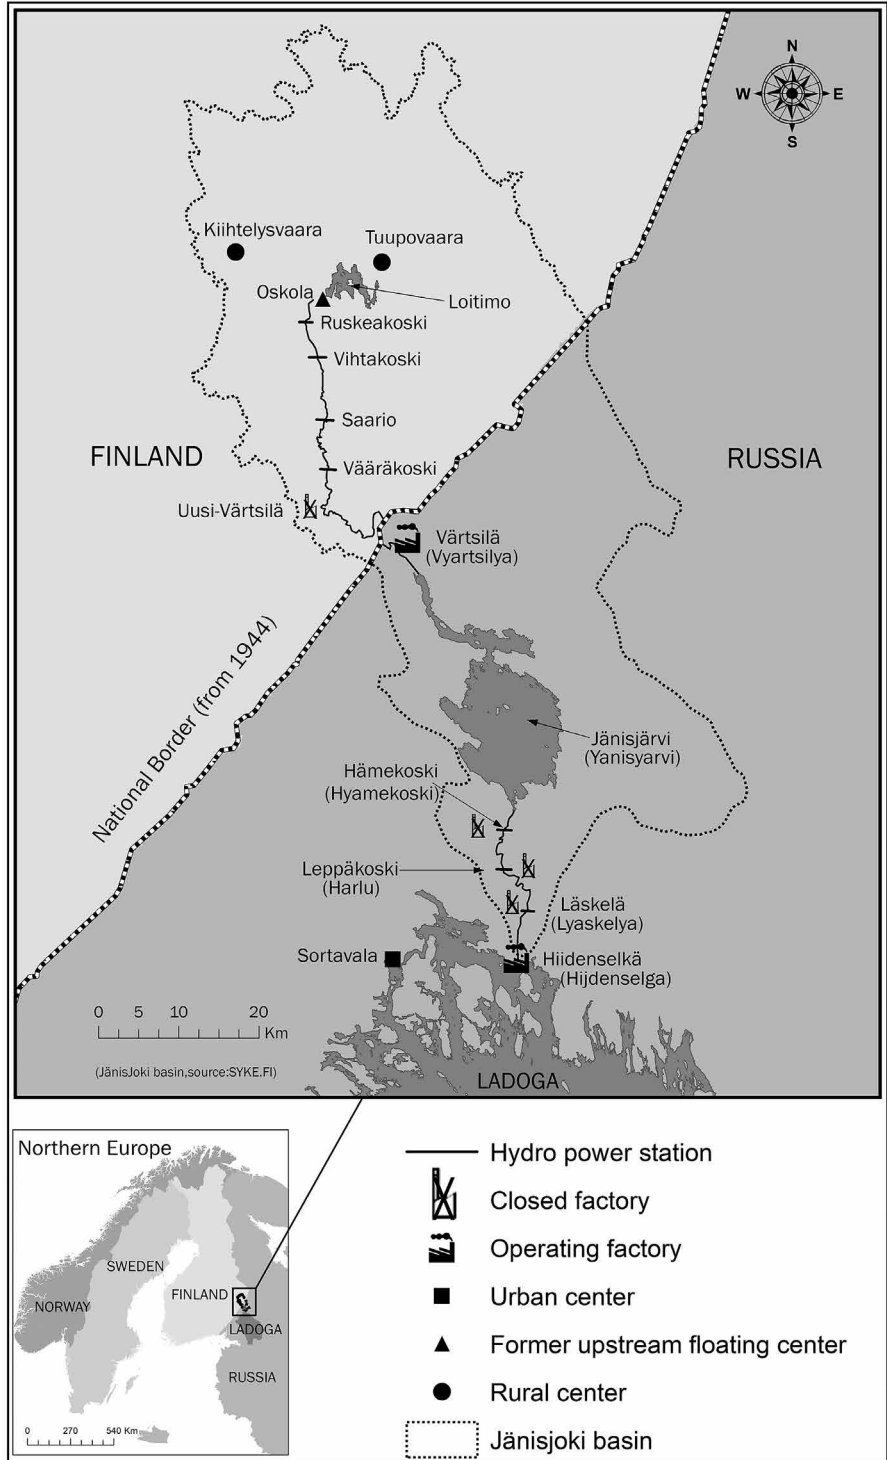 N
W E
S
Kiihtelysvaara
Tuupovaara
Oskola
Loitimo
Ruskeakoski
Vihtakoski
Saario
FINLAND
RUSSIA
Vääräkoski
Uusi-Värtsilä
Värtsilä
(Vyartsilya)
National Border (from 1944)
Jänisjärvi
(Yanisyarvi)
Hämekoski
(Hyamekoski)
Leppäkoski
(Harlu)
Läskelä
(Lyaskelya)
Sortavala
Hiidenselkä
(Hijdenselga)
0 5 10 20
Km
(JänisJoki basin,source:SYKE.FI)
LADOGA
Northern Europe
SWEDEN
FINLAND
NORWAY
LADOGA
RUSSIA
0 270 540 Km
Hydro power station
Closed factory
Operating factory
Urban center
Former upstream floating center
Rural center
Jänisjoki basin